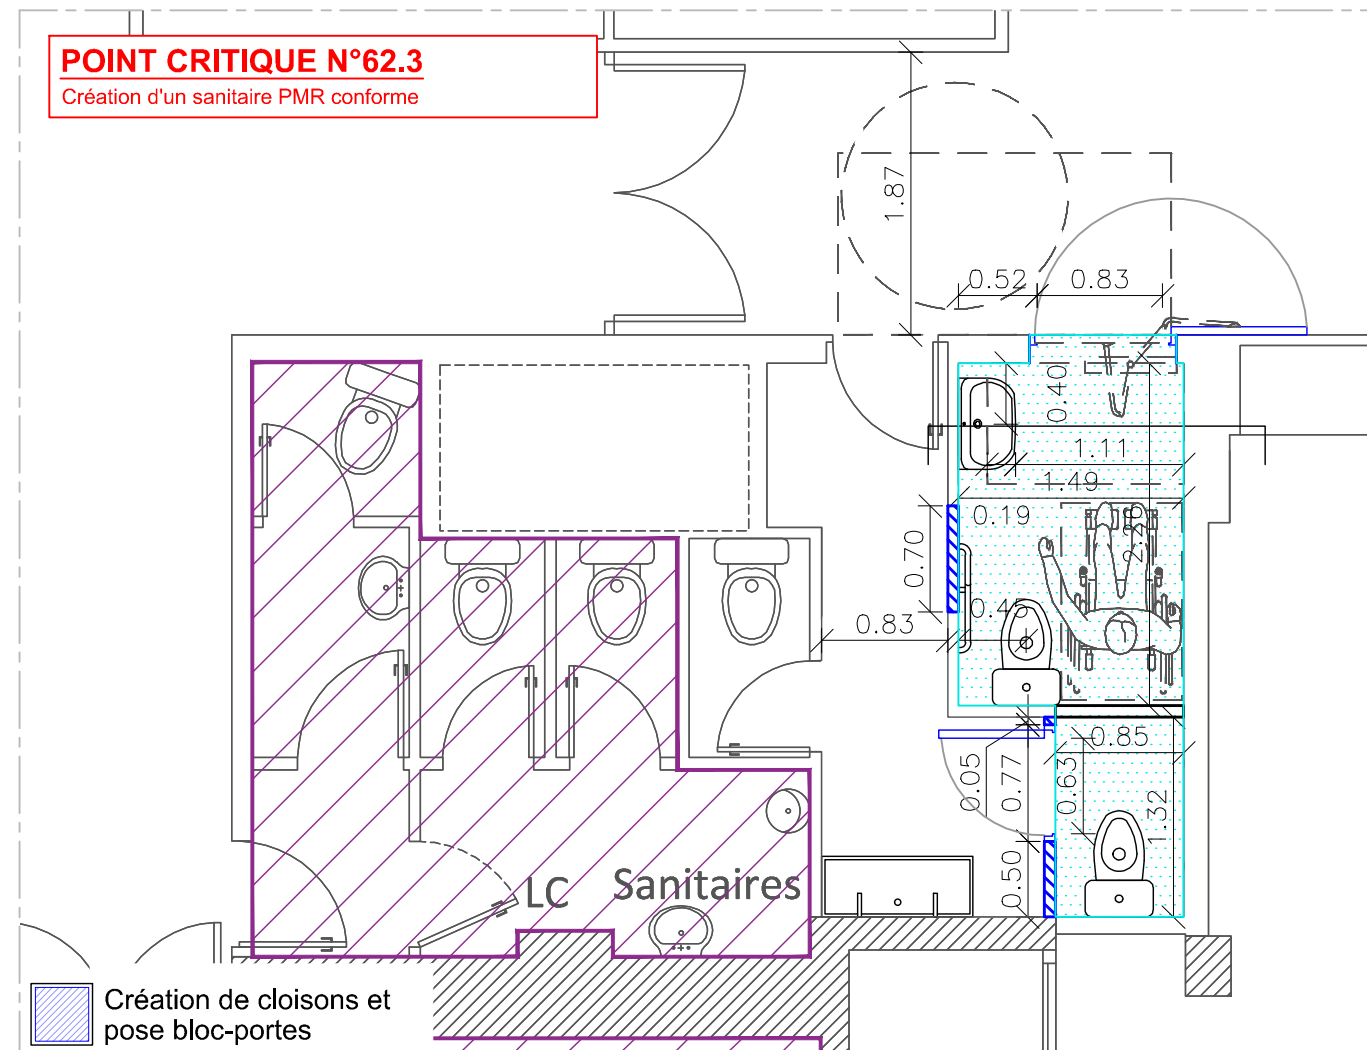 POINT CRITIQUE N°62.3
Création d'un sanitaire PMR conforme
1.87
0.52
0.83
0.40
1.11
1.49
0.19
2.28
0.70
0.45
0.83
0.85
0.05
0.77
0.63
1.32
0.50
LC
Sanitaires
Création de cloisons et
pose bloc-portes